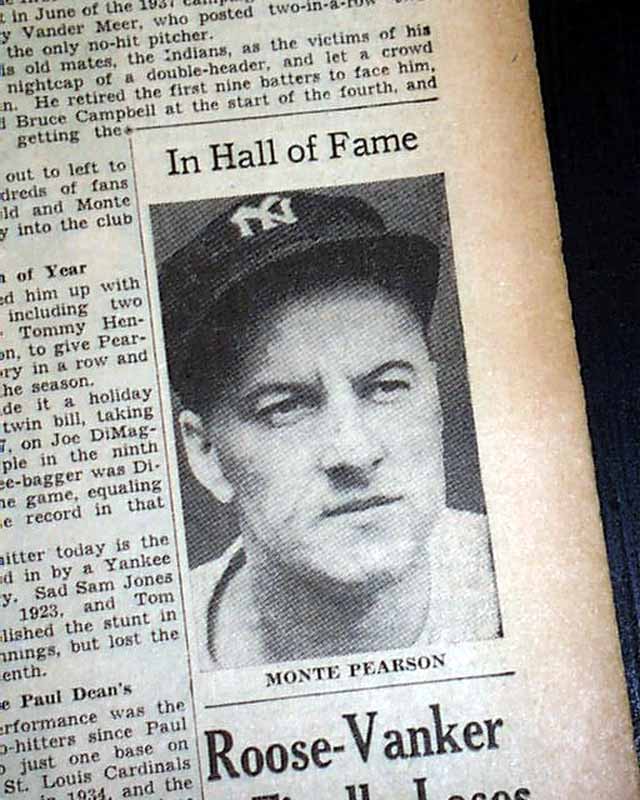 t in June of the 1937
y Vander Meer, who posted two-in-a-row
the only no-hit pitcher.
is old mates, the Indians, as the victims of his
nightcap of a double-header, and let a crowd
n. He retired the first nine batters to face him,
d Bruce Campbell at the start of the fourth, and
getting the
out to left to
dreds of fans
ld and Monte
y into the club
n of Year
ed him up with
including two
Tommy Hen-
on, to give Pear-
ory in a row and
he season.
de it a holiday
twin bill, taking
7, on Joe DiMag-
ple in the ninth
ee-bagger was Di-
he game, equaling
e record in that
hitter today is the
d in by a Yankee
y. Sad Sam Jones
1923, and Tom
lished the stunt in
nnings, but lost the
enth.
e Paul Dean's
erformance was the
o-hitters since Paul
o just one base on
St. Louis Cardinals
1934, and the
In Hall of Fame
NY
MONTE PEARSON
Roose-Vanker